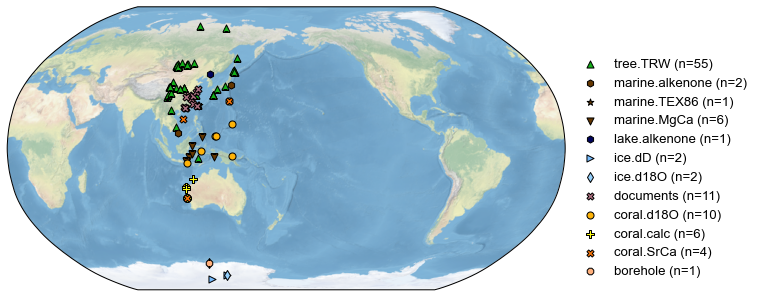 tree.TRW (n=55)
marine.alkenone (n=2)
marine.TEX86 (n=1)
marine.MgCa (n=6)
lake.alkenone (n=1)
ice.dD (n=2)
ice.d18O (n=2)
documents (n=11)
coral.d18O (n=10)
coral.calc (n=6)
coral.SrCa (n=4)
borehole (n=1)